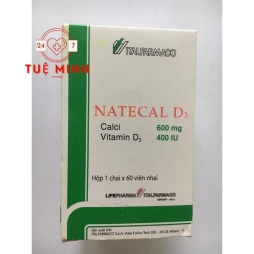 24 7
TUỆ MINH
ITALFARMACO
NATECAL D3
Calci 600 mg
Vitamin D3 400 IU
Hộp 1 chai x 60 viên nhai
LIFEPHARMA ITALFARMACO